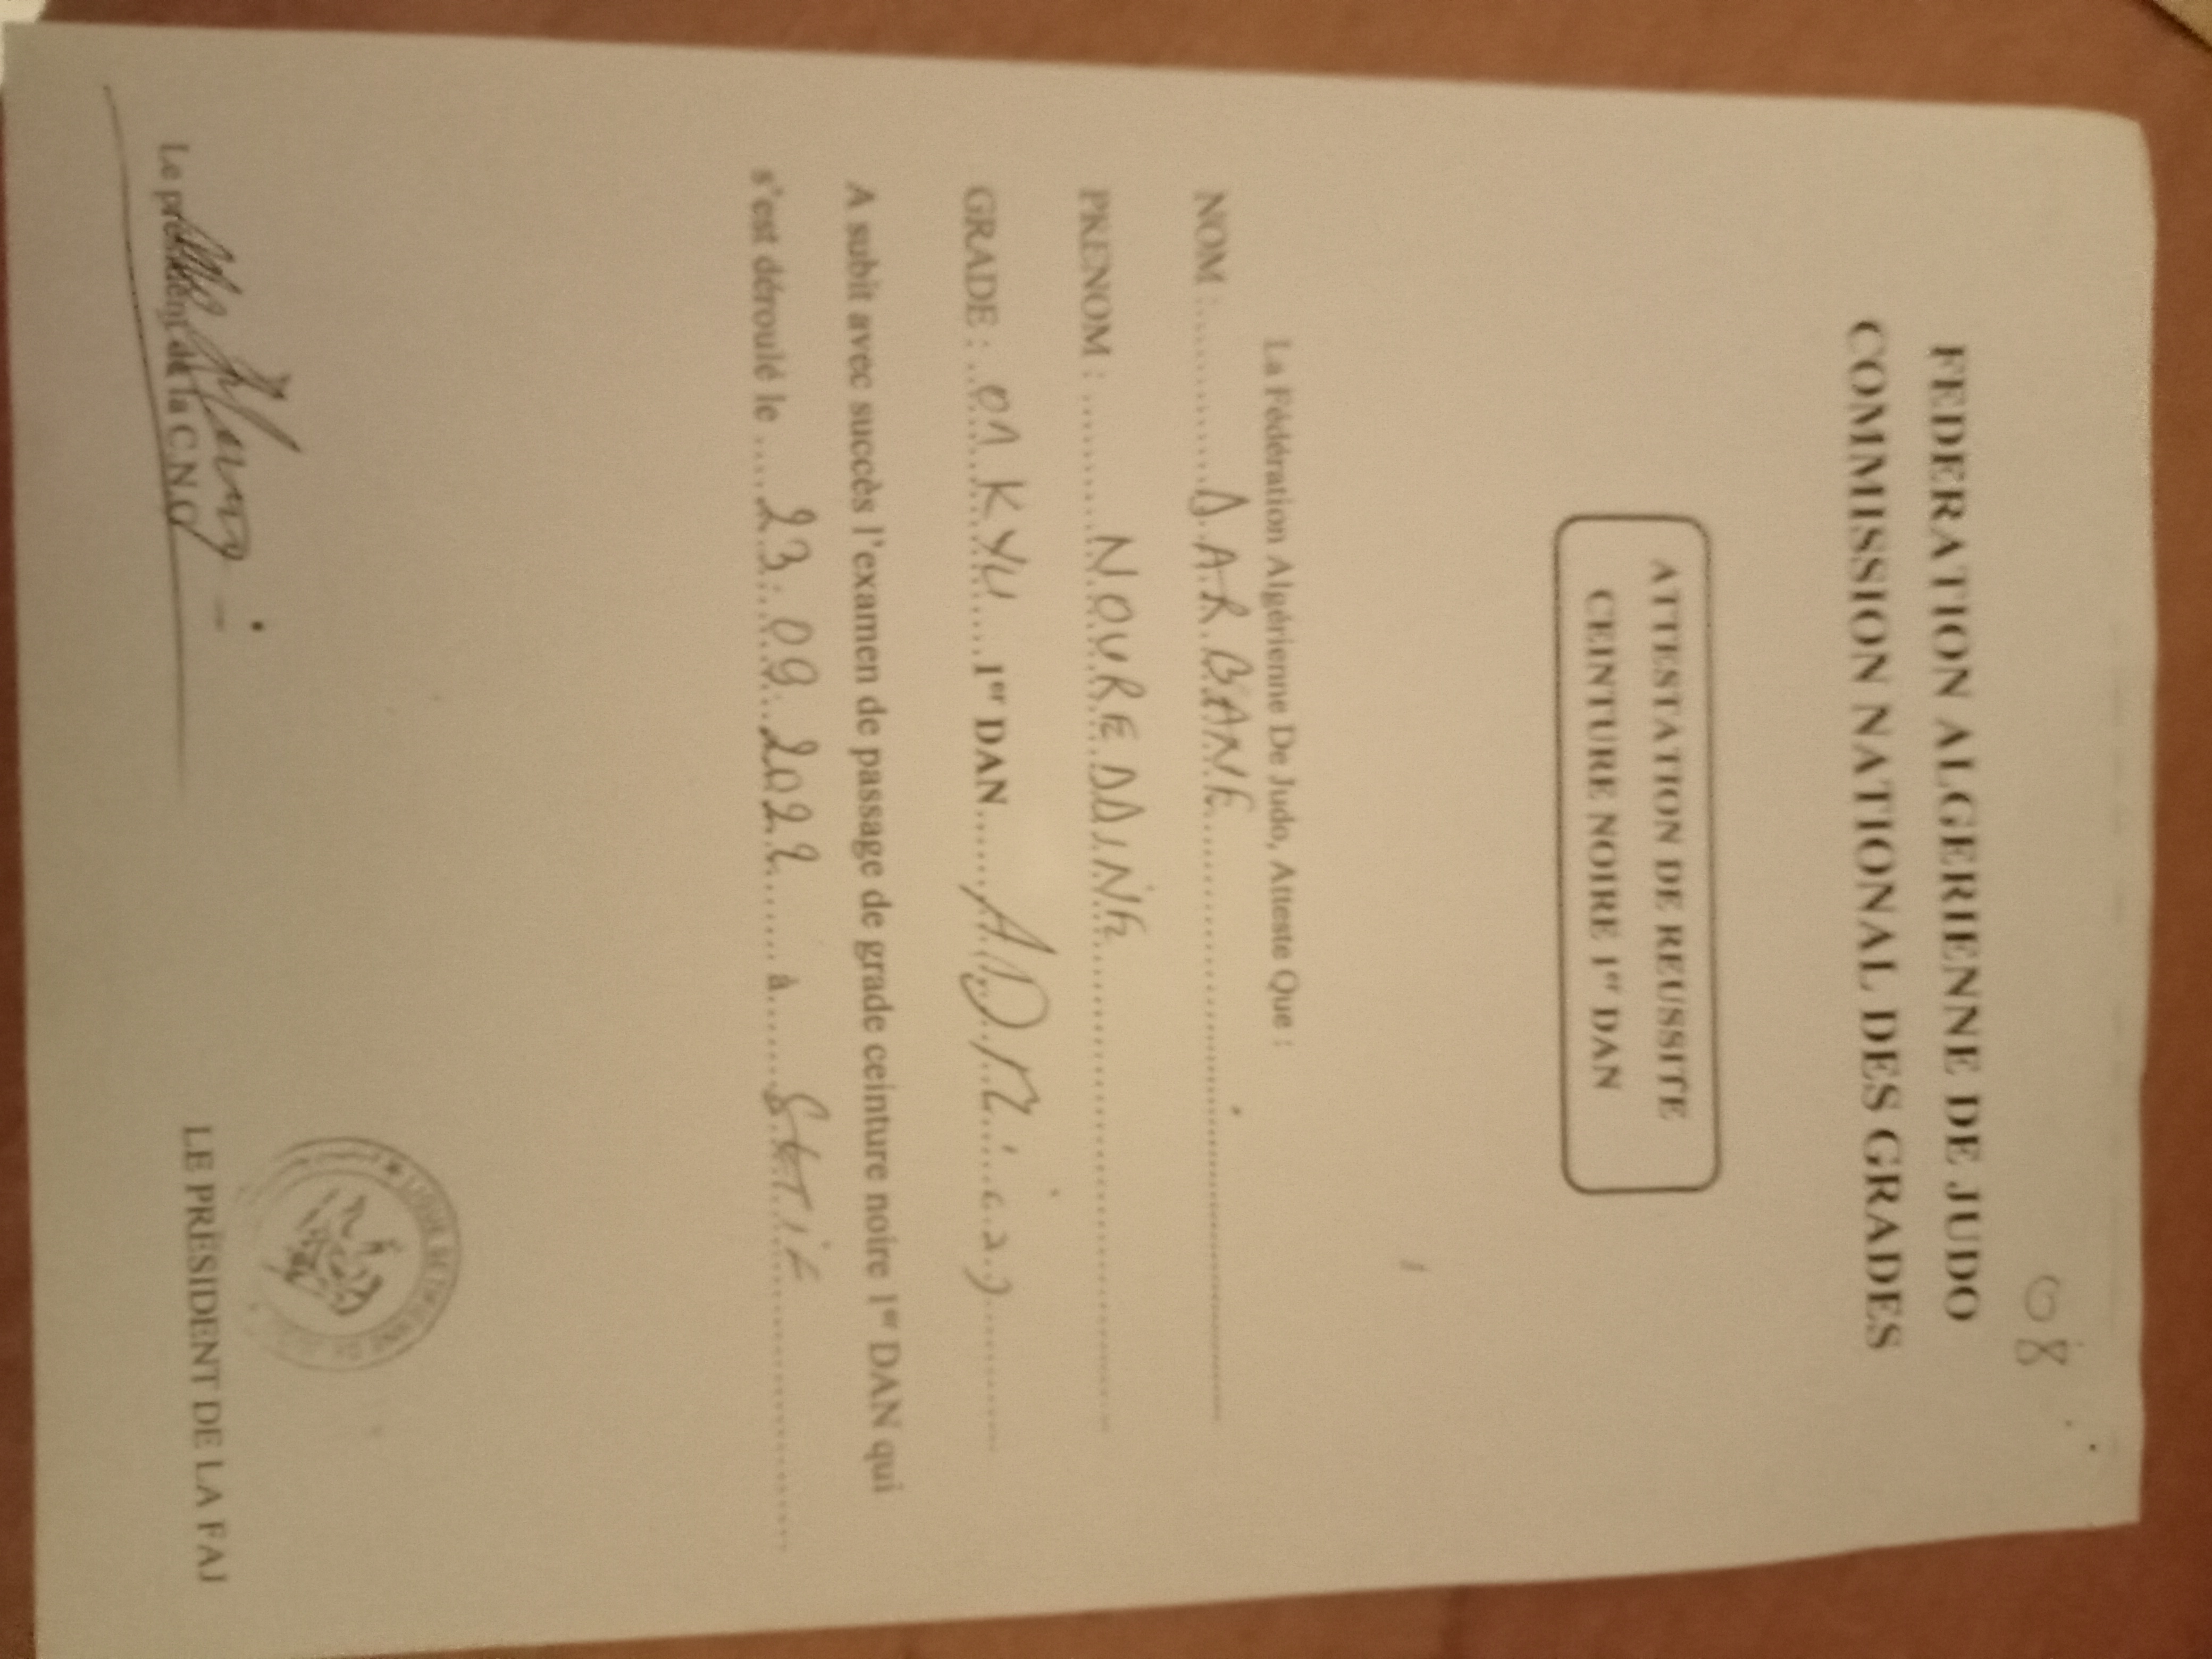 08
FEDERATION ALGERIENNE DE JUDO
COMMISSION NATIONAL DES GRADES
ATTESTATION DE REUSSITE
CEINTURE NOIRE 1er DAN
La Fédération Algérienne De Judo, Atteste Que :
NOM :..........DARBANE..........
PRENOM : ..........NOUREDDINE..........
GRADE : ..01 KYU....1er DAN.....
A subit avec succès l'examen de passage de grade ceinture noire 1er DAN qui
s'est déroulé le ....23.09.2022........ à......SETIF..........
Le président de la C.N.G
LE PRESIDENT DE LA FAJ